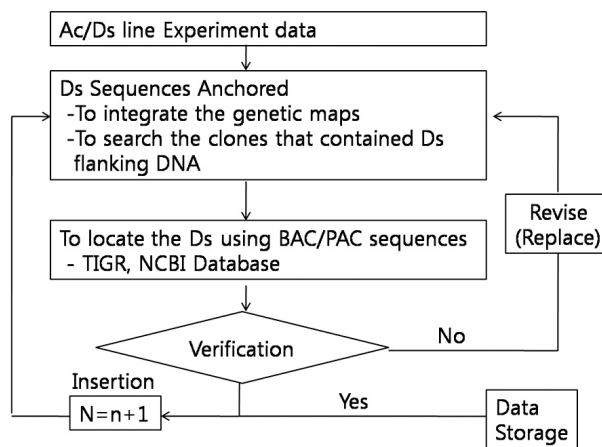 Ac/Ds line Experiment data
Ds Sequences Anchored
-To integrate the genetic maps
-To search the clones that contained Ds
flanking DNA
Revise
(Replace)
To locate the Ds using BAC/PAC sequences
- TIGR, NCBI Database
Verification
No
Insertion
N=n+1
Yes
Data
Storage